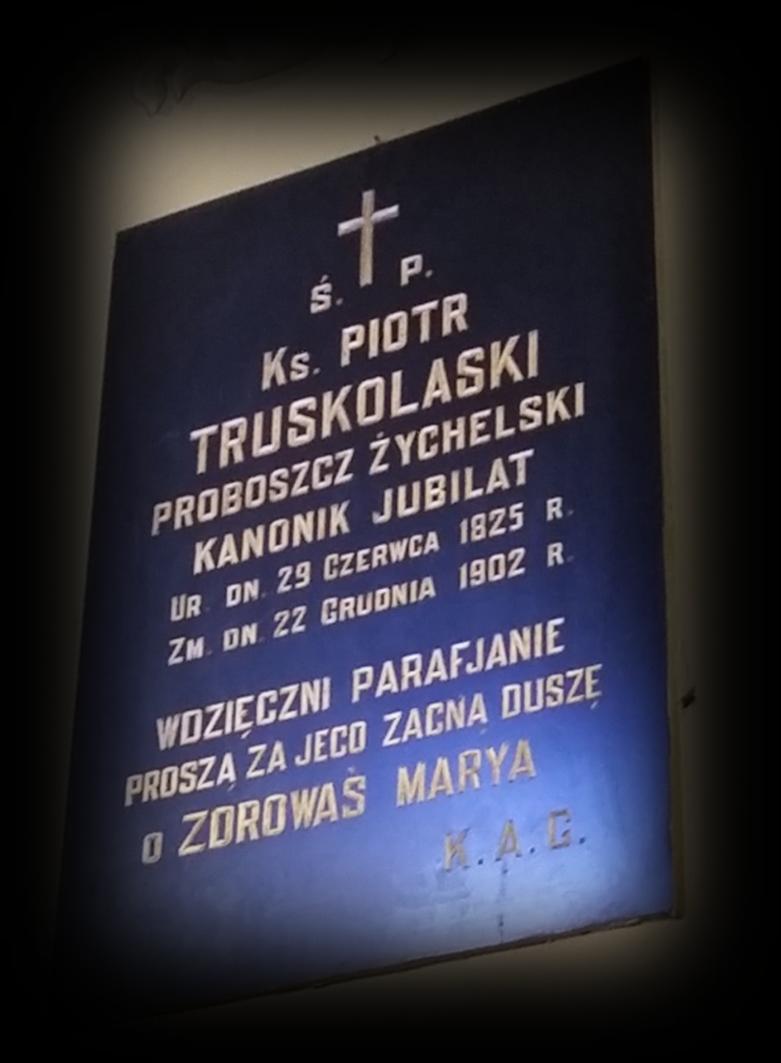 Ś. P.
Ks. PIOTR
TRUSKOLASKI
PROBOSZCZ ŻYCHELSKI
KANONIK JUBILAT
UR. DN. 29 CZERWCA 1825 R.
ZM. DN. 22 GRUDNIA 1902 R.
WDZIĘCZNI PARAFJANIE
PROSZĄ ZA JEGO ZACNĄ DUSZĘ
O ZDROWAŚ MARYA
K.A.G.